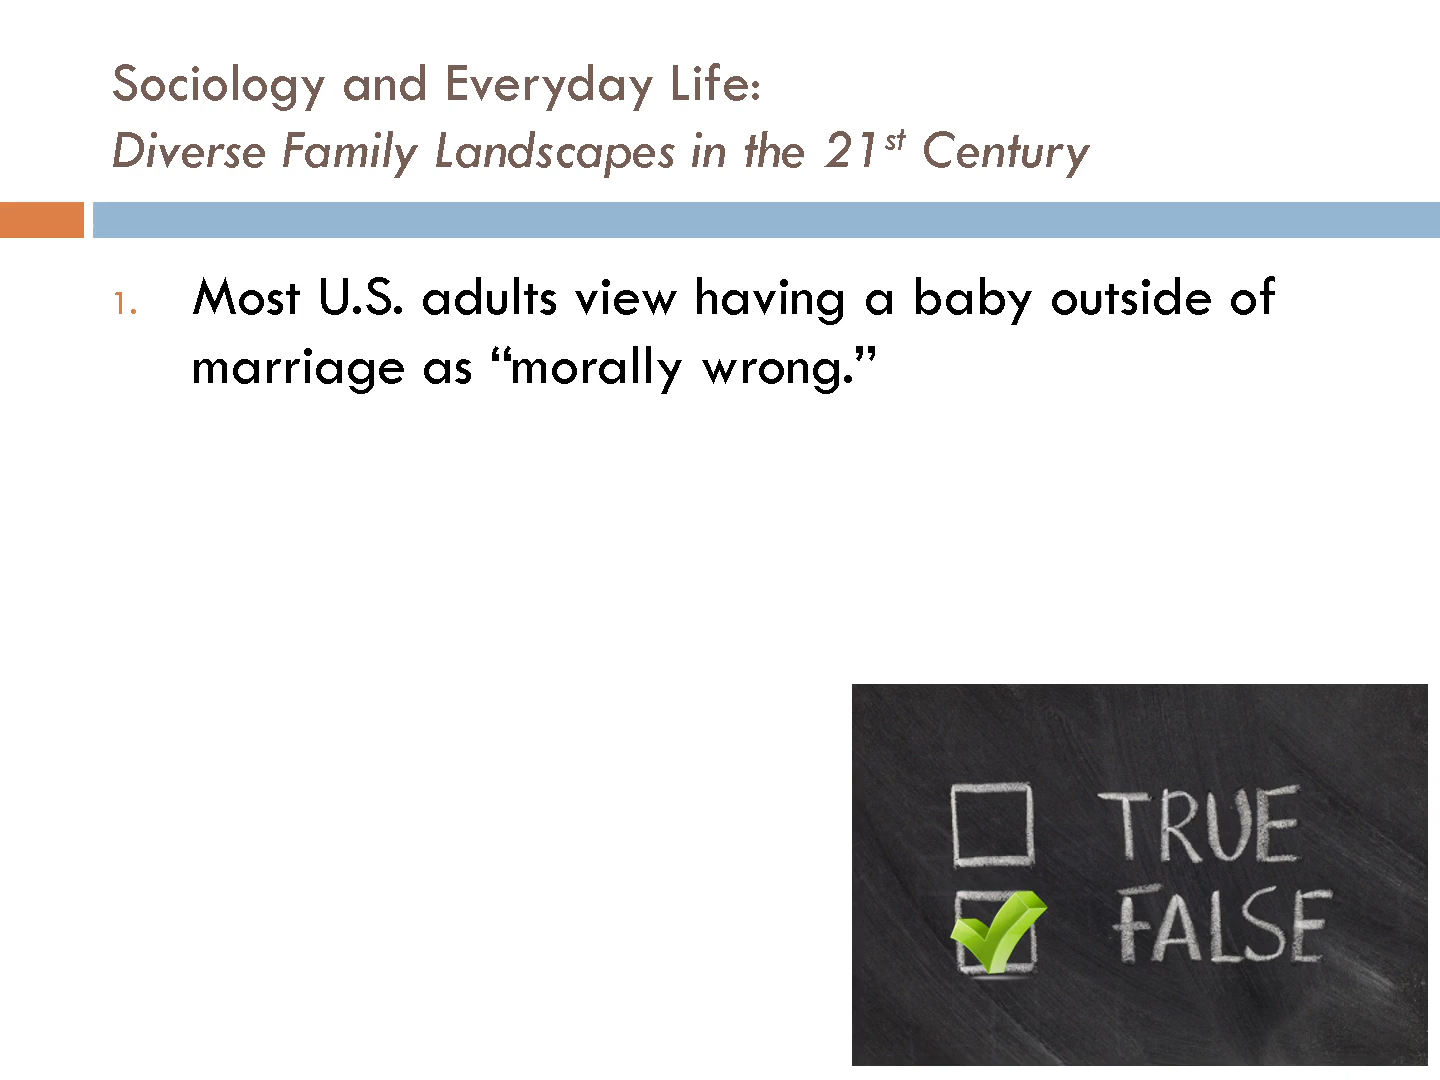 Sociology and Everyday Life:
Diverse Family Landscapes in the 21st Century
1. Most U.S. adults view having a baby outside of
marriage as “morally wrong.”
TRUE
FALSE